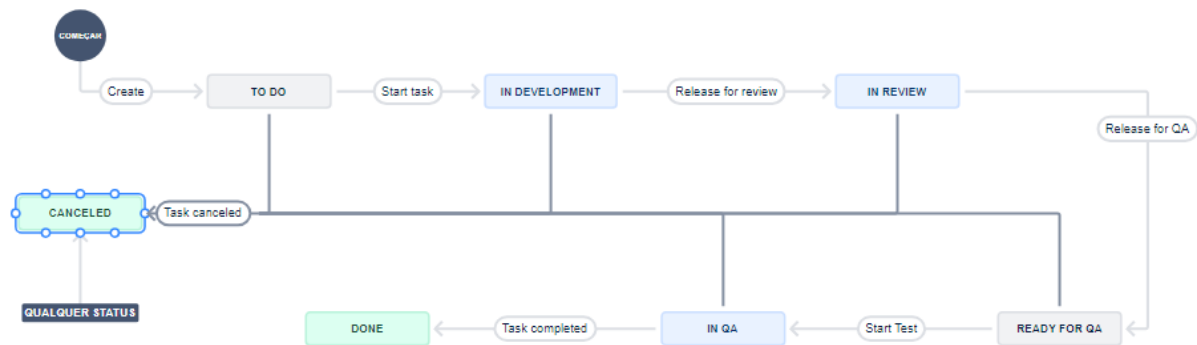 COMEÇAR
Create
TO DO
Start task
IN DEVELOPMENT
Release for review
IN REVIEW
Release for QA
CANCELED
Task canceled
QUALQUER STATUS
DONE
Task completed
IN QA
Start Test
READY FOR QA